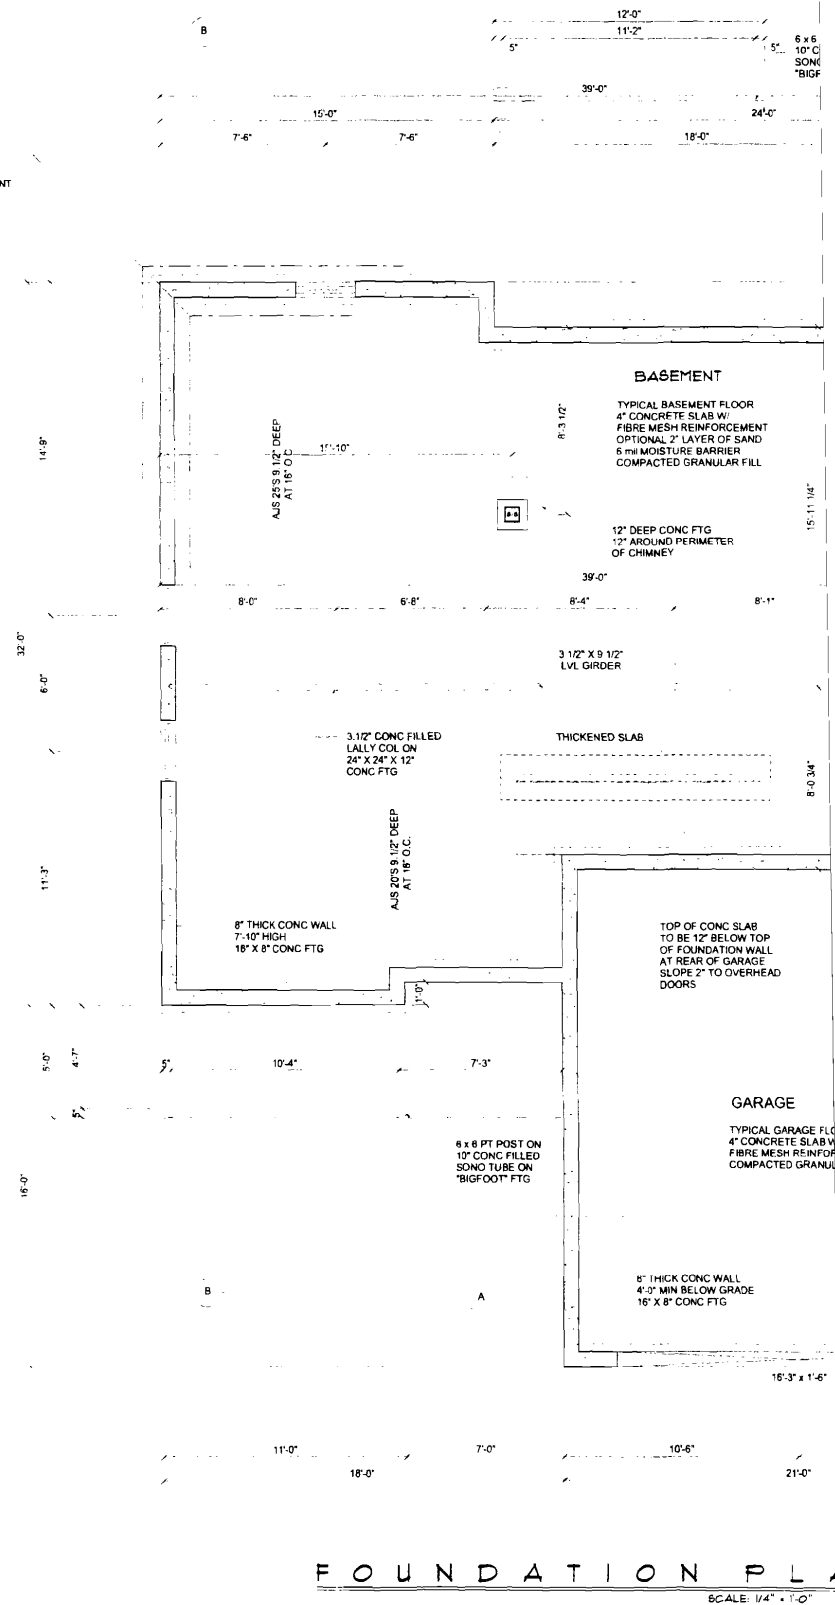 12'-0"
B
11'-2"
5"
5"
6 x 6
10" C
"BIGF
39'-0"
15'-0"
24'-0"
7'-6"
7'-6"
18'-0"
NT
BASEMENT
TYPICAL BASEMENT FLOOR
4" CONCRETE SLAB W/
FIBRE MESH REINFORCEMENT
OPTIONAL 2" LAYER OF SAND
6 mil MOISTURE BARRIER
COMPACTED GRANULAR FILL
8'-3 1/2"
14'-9"
AJS 25'S 9 1/2" DEEP
AT 16" O.C.
15'-10"
15'-11 1/4"
12" DEEP CONC FTG
12" AROUND PERIMETER
OF CHIMNEY
39'-0"
8'-0"
6'-8"
8'-4"
8'-1"
32'-0"
3 1/2" X 9 1/2"
LVL GIRDER
6'-0"
3.1/2" CONC FILLED
LALLY COL ON
24" X 24" X 12"
CONC FTG
THICKENED SLAB
8'-0 3/4"
AJS 20'S 9.1/2" DEEP
AT 16" O.C.
11'-3"
8" THICK CONC WALL
7'-10" HIGH
16" X 8" CONC FTG
TOP OF CONC SLAB
TO BE 12" BELOW TOP
OF FOUNDATION WALL
AT REAR OF GARAGE
SLOPE 2" TO OVERHEAD
DOORS
1'-0"
5'-0"
4'-7"
5"
10'-4"
7'-3"
5"
GARAGE
TYPICAL GARAGE FLO
4" CONCRETE SLAB W
FIBRE MESH REINFOR
COMPACTED GRANUL
6 x 6 PT POST ON
10" CONC FILLED
SONO TUBE ON
"BIGFOOT" FTG
16'-0"
B
A
THICK CONC WALL
4'-0" MIN BELOW GRADE
16" X 8" CONC FTG
16'-3" x 1'-6"
11'-0"
7'-0"
10'-6"
18'-0"
21'-0"
FOUNDATION PLA
SCALE: 1/4" = 1'-0"